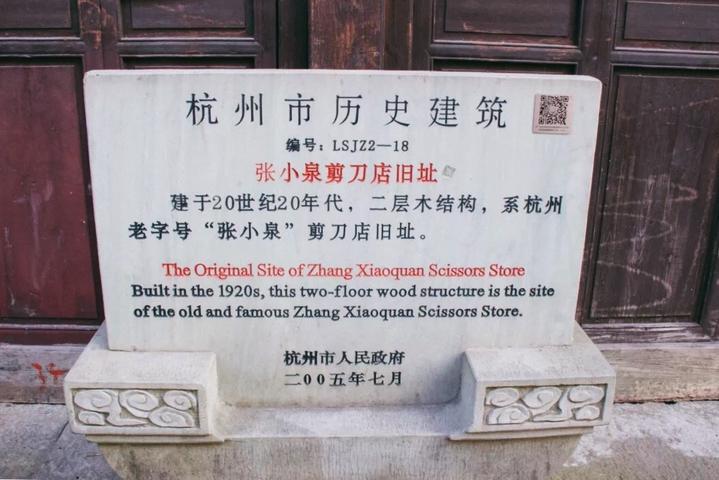 杭州市历史建筑
编号：LSJZ2—18
张小泉剪刀店旧址
建于20世纪20年代，二层木结构，系杭州
老字号“张小泉”剪刀店旧址。
The Original Site of Zhang Xiaoquan Scissors Store
Built in the 1920s, this two-floor wood structure is the site
of the old and famous Zhang Xiaoquan Scissors Store.
杭州市人民政府
二００五年七月